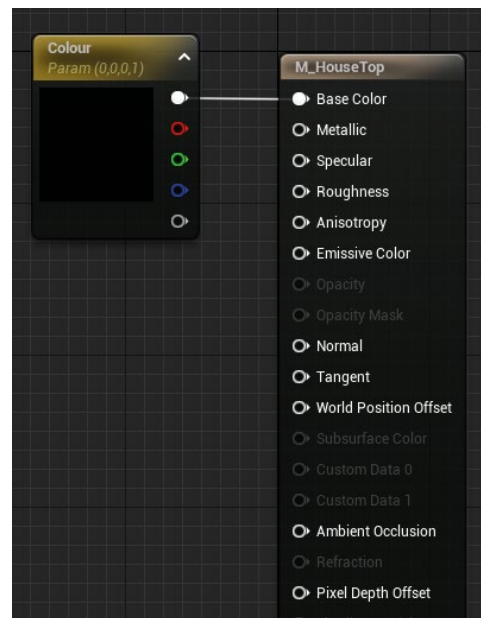 Colour
Param (0,0,0,1)
M_HouseTop
Base Color
Metallic
Specular
Roughness
Anisotropy
Emissive Color
Opacity
Opacity Mask
Normal
Tangent
World Position Offset
Subsurface Color
Custom Data 0
Custom Data 1
Ambient Occlusion
Refraction
Pixel Depth Offset